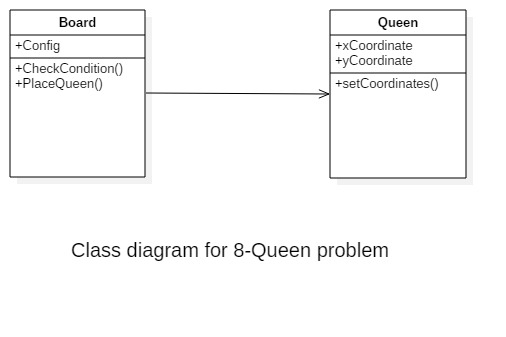 Board
+Config
+CheckCondition()
+PlaceQueen()
Queen
+xCoordinate
+yCoordinate
+setCoordinates()
Class diagram for 8-Queen problem